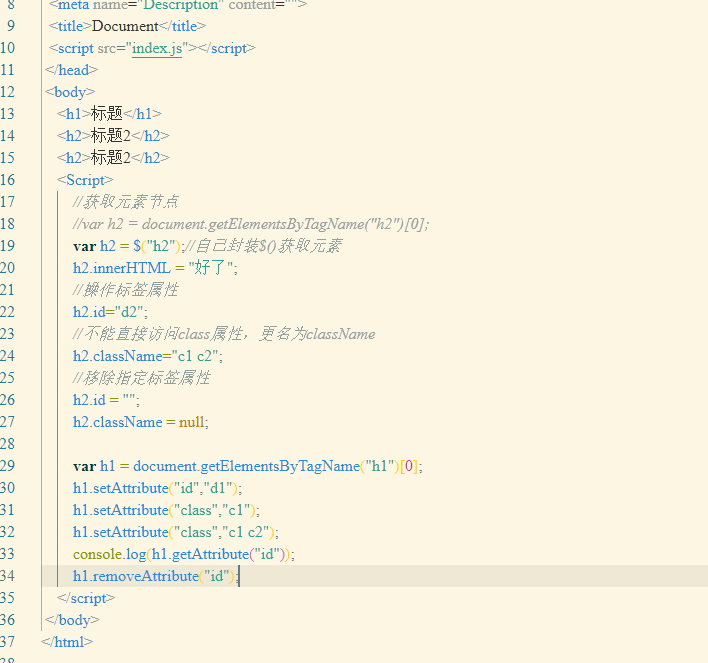 8 <meta name="Description" content="">
9 <title>Document</title>
10 <script src="index.js"></script>
11 </head>
12 <body>
13 <h1>标题</h1>
14 <h2>标题2</h2>
15 <h2>标题2</h2>
16 <Script>
17 //获取元素节点
18 //var h2 = document.getElementsByTagName("h2")[0];
19 var h2 = $("h2");//自己封装$()获取元素
20 h2.innerHTML = "好了";
21 //操作标签属性
22 h2.id="d2";
23 //不能直接访问class属性，更名为className
24 h2.className="c1 c2";
25 //移除指定标签属性
26 h2.id = "";
27 h2.className = null;
28
29 var h1 = document.getElementsByTagName("h1")[0];
30 h1.setAttribute("id","d1");
31 h1.setAttribute("class","c1");
32 h1.setAttribute("class","c1 c2");
33 console.log(h1.getAttribute("id"));
34 h1.removeAttribute("id");
35 </script>
36 </body>
37 </html>
38